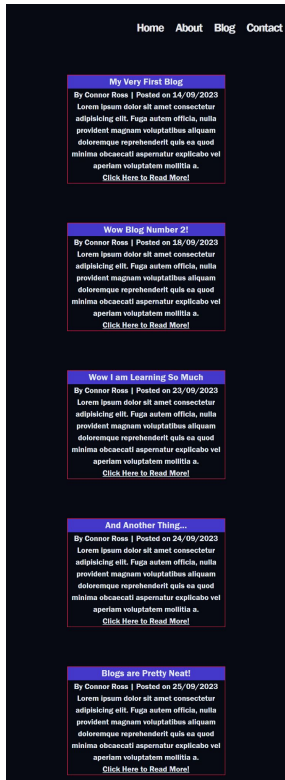 Home About Blog Contact
My Very First Blog
By Connor Ross | Posted on 14/09/2023
Lorem ipsum dolor sit amet consectetur
adipisicing elit. Fuga autem officia, nulla
provident magnam voluptatibus aliquam
doloremque reprehenderit quis ea quod
minima obcaecati aspernatur explicabo vel
aperiam voluptatem mollitia a.
Click Here to Read More!
Wow Blog Number 2!
By Connor Ross | Posted on 18/09/2023
Lorem ipsum dolor sit amet consectetur
adipisicing elit. Fuga autem officia, nulla
provident magnam voluptatibus aliquam
doloremque reprehenderit quis ea quod
minima obcaecati aspernatur explicabo vel
aperiam voluptatem mollitia a.
Click Here to Read More!
Wow I am Learning So Much
By Connor Ross | Posted on 23/09/2023
Lorem ipsum dolor sit amet consectetur
adipisicing elit. Fuga autem officia, nulla
provident magnam voluptatibus aliquam
doloremque reprehenderit quis ea quod
minima obcaecati aspernatur explicabo vel
aperiam voluptatem mollitia a.
Click Here to Read More!
And Another Thing...
By Connor Ross | Posted on 24/09/2023
Lorem ipsum dolor sit amet consectetur
adipisicing elit. Fuga autem officia, nulla
provident magnam voluptatibus aliquam
doloremque reprehenderit quis ea quod
minima obcaecati aspernatur explicabo vel
aperiam voluptatem mollitia a.
Click Here to Read More!
Blogs are Pretty Neat!
By Connor Ross | Posted on 25/09/2023
Lorem ipsum dolor sit amet consectetur
adipisicing elit. Fuga autem officia, nulla
provident magnam voluptatibus aliquam
doloremque reprehenderit quis ea quod
minima obcaecati aspernatur explicabo vel
aperiam voluptatem mollitia a.
Click Here to Read More!